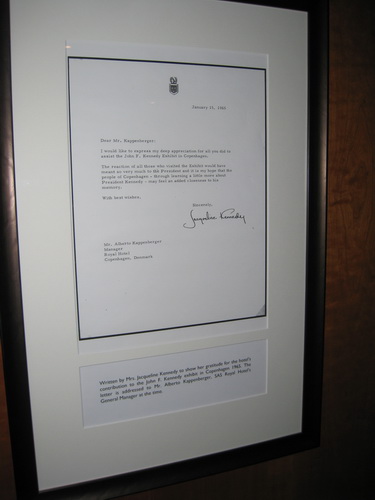 January 21, 1965
Dear Mr. Kappenberger:
I would like to express my deep appreciation for all you did to
assist the John F. Kennedy Exhibit in Copenhagen.
The reaction of all those who visited the Exhibit would have
meant so very much to the President and it is my hope that the
people of Copenhagen - through learning a little more about
President Kennedy - may feel an added closeness to his
memory.
With best wishes,
Sincerely,
Jacqueline Kennedy
Mr. Alberto Kappenberger
Manager
Royal Hotel
Copenhagen, Denmark
Written by Mrs. Jacqueline Kennedy to show her gratitude for the hotel's
contribution to the John F. Kennedy exhibit in Copenhagen 1965. The
letter is addressed to Mr. Alberto Kappenberger, SAS Royal Hotel's
General Manager at the time.